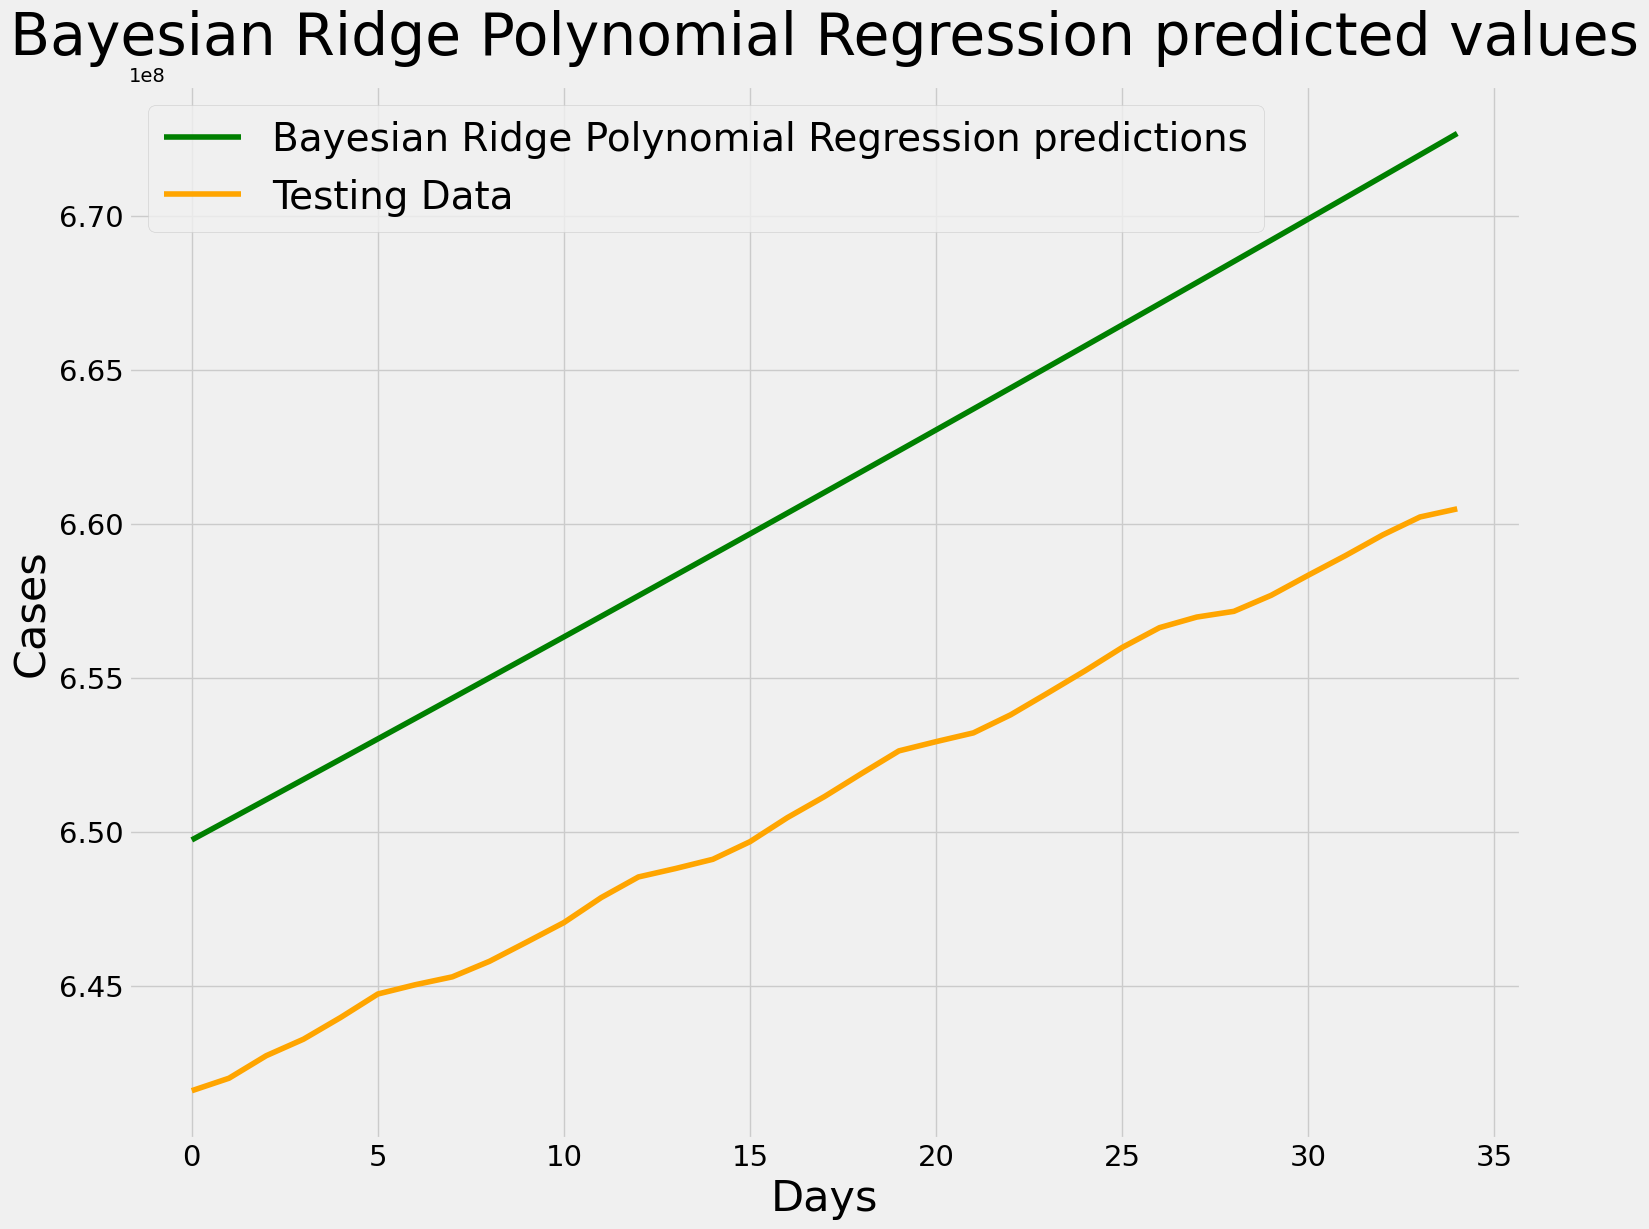 Bayesian Ridge Polynomial Regression predicted values
1e8
Bayesian Ridge Polynomial Regression predictions
Testing Data
6.70
6.65
6.60
6.55
6.50
6.45
Cases
0 5 10 15 20 25 30 35
Days